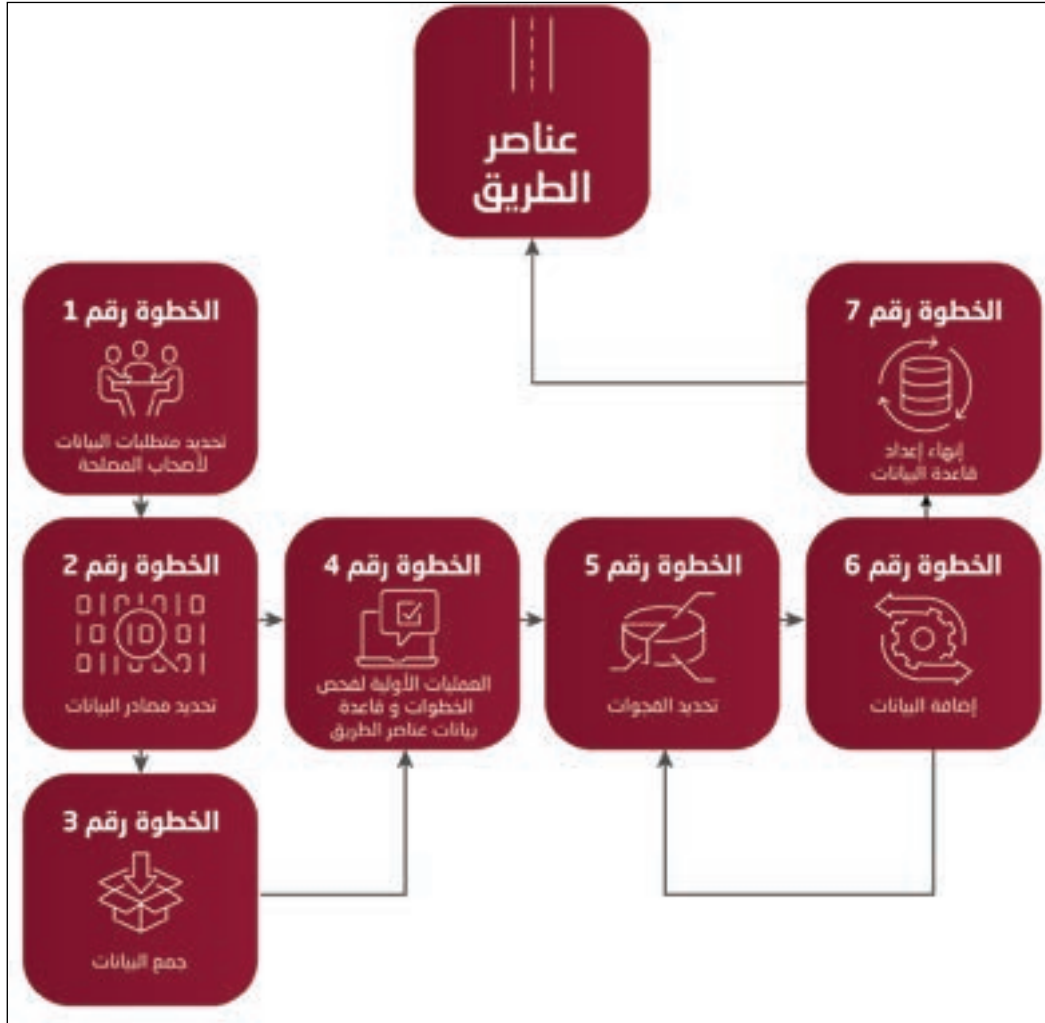 عناصر
الطريق
الخطوة رقم 1
تحديد متطلبات البيانات
لأصحاب المصلحة
الخطوة رقم 2
تحديد مصادر البيانات
الخطوة رقم 3
جمع البيانات
الخطوة رقم 4
العمليات الأولية لفحص
الخطوات و قاعدة
بيانات عناصر الطريق
الخطوة رقم 5
تحديد الفجوات
الخطوة رقم 6
إضافة البيانات
الخطوة رقم 7
إنهاء إعداد
قاعدة البيانات